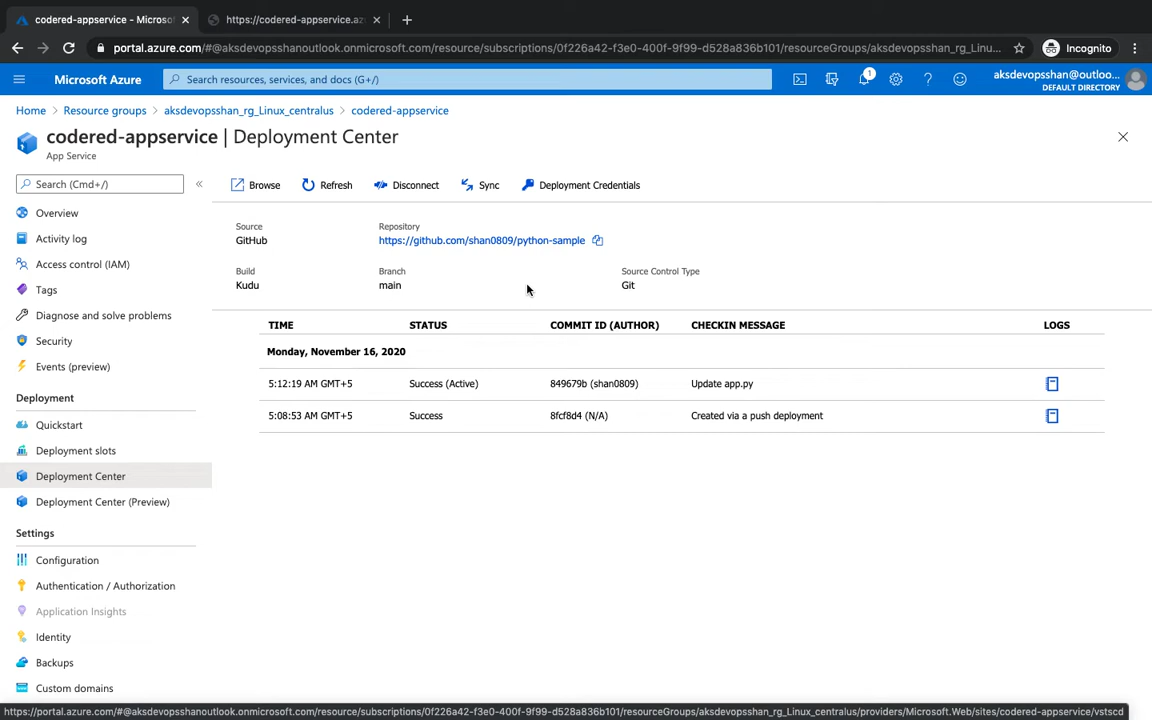 codered-appservice - Microso
https://codered-appservice.az
portal.azure.com/#@aksdevopsshanoutlook.onmicrosoft.com/resource/subscriptions/0f226a42-f3e0-400f-9f99-d528a836b101/resourceGroups/aksdevopsshan_rg_Linu...
Incognito
Microsoft Azure
Search resources, services, and docs (G+/)
1
aksdevopsshan@outloo...
DEFAULT DIRECTORY
Home > Resource groups > aksdevopsshan_rg_Linux_centralus > codered-appservice
codered-appservice | Deployment Center
App Service
Search (Cmd+/)
Browse
Refresh
Disconnect
Sync
Deployment Credentials
Overview
Activity log
Access control (IAM)
Tags
Diagnose and solve problems
Security
Events (preview)
Deployment
Quickstart
Deployment slots
Deployment Center
Deployment Center (Preview)
Settings
Configuration
Authentication / Authorization
Application Insights
Identity
Backups
Custom domains
Source
GitHub
Repository
https://github.com/shan0809/python-sample
Build
Kudu
Branch
main
Source Control Type
Git
TIME STATUS COMMIT ID (AUTHOR) CHECKIN MESSAGE LOGS
Monday, November 16, 2020
5:12:19 AM GMT+5 Success (Active) 849679b (shan0809) Update app.py
5:08:53 AM GMT+5 Success 8fcf8d4 (N/A) Created via a push deployment
https://portal.azure.com/#@aksdevopsshanoutlook.onmicrosoft.com/resource/subscriptions/0f226a42-f3e0-400f-9f99-d528a836b101/resourceGroups/aksdevopsshan_rg_Linux_centralus/providers/Microsoft.Web/sites/codered-appservice/vstscd